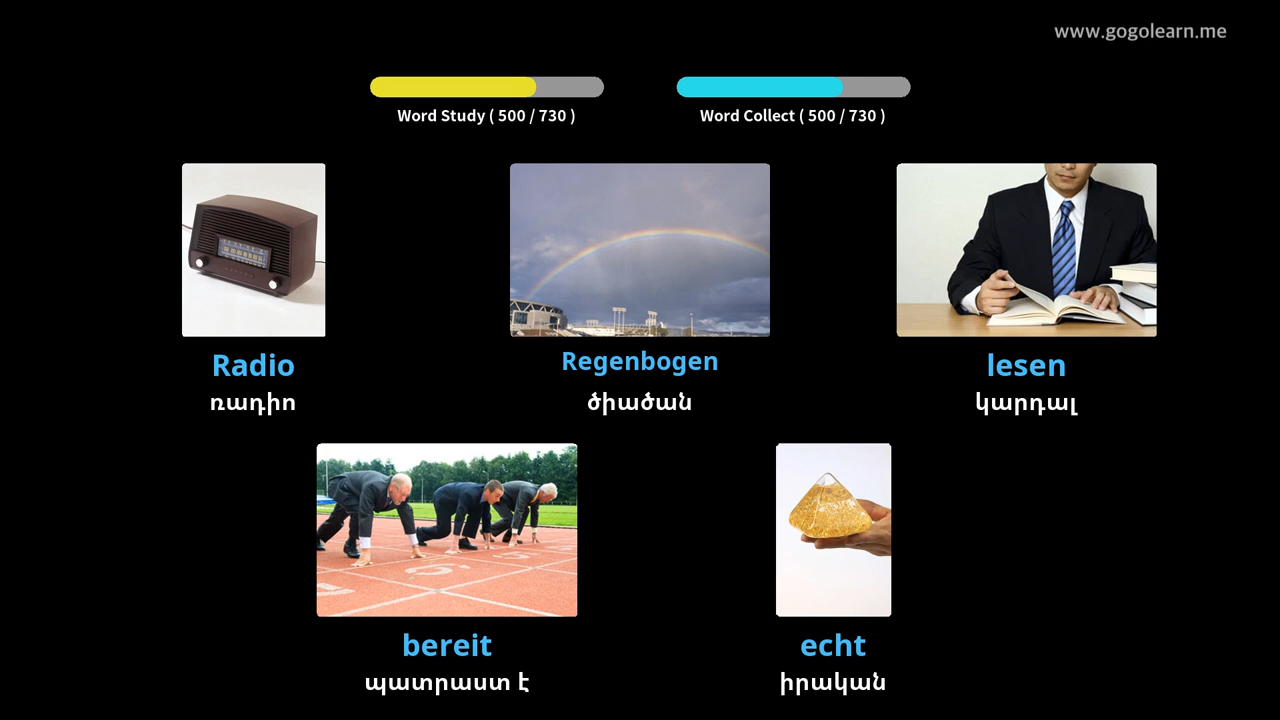 www.gogolearn.me
Word Study ( 500 / 730 )
Word Collect ( 500 / 730 )
Radio
ռադիո
Regenbogen
ծիածան
lesen
կարդալ
bereit
պատրաստ է
echt
իրական